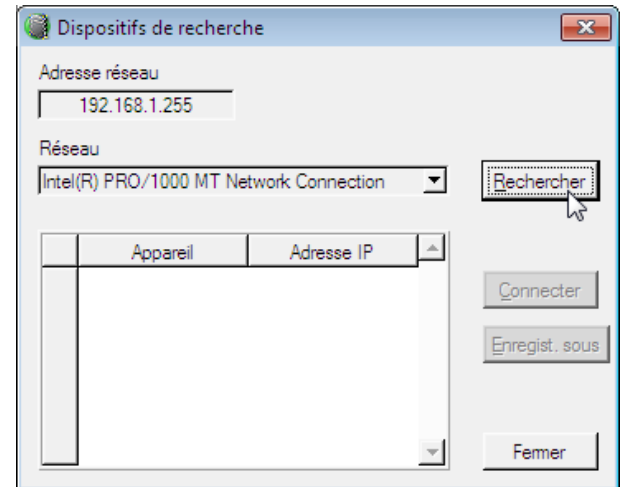 Dispositifs de recherche
Adresse réseau
192.168.1.255
Réseau
Intel(R) PRO/1000 MT Network Connection
Rechercher
Appareil Adresse IP
Connecter
Enregist. sous
Fermer